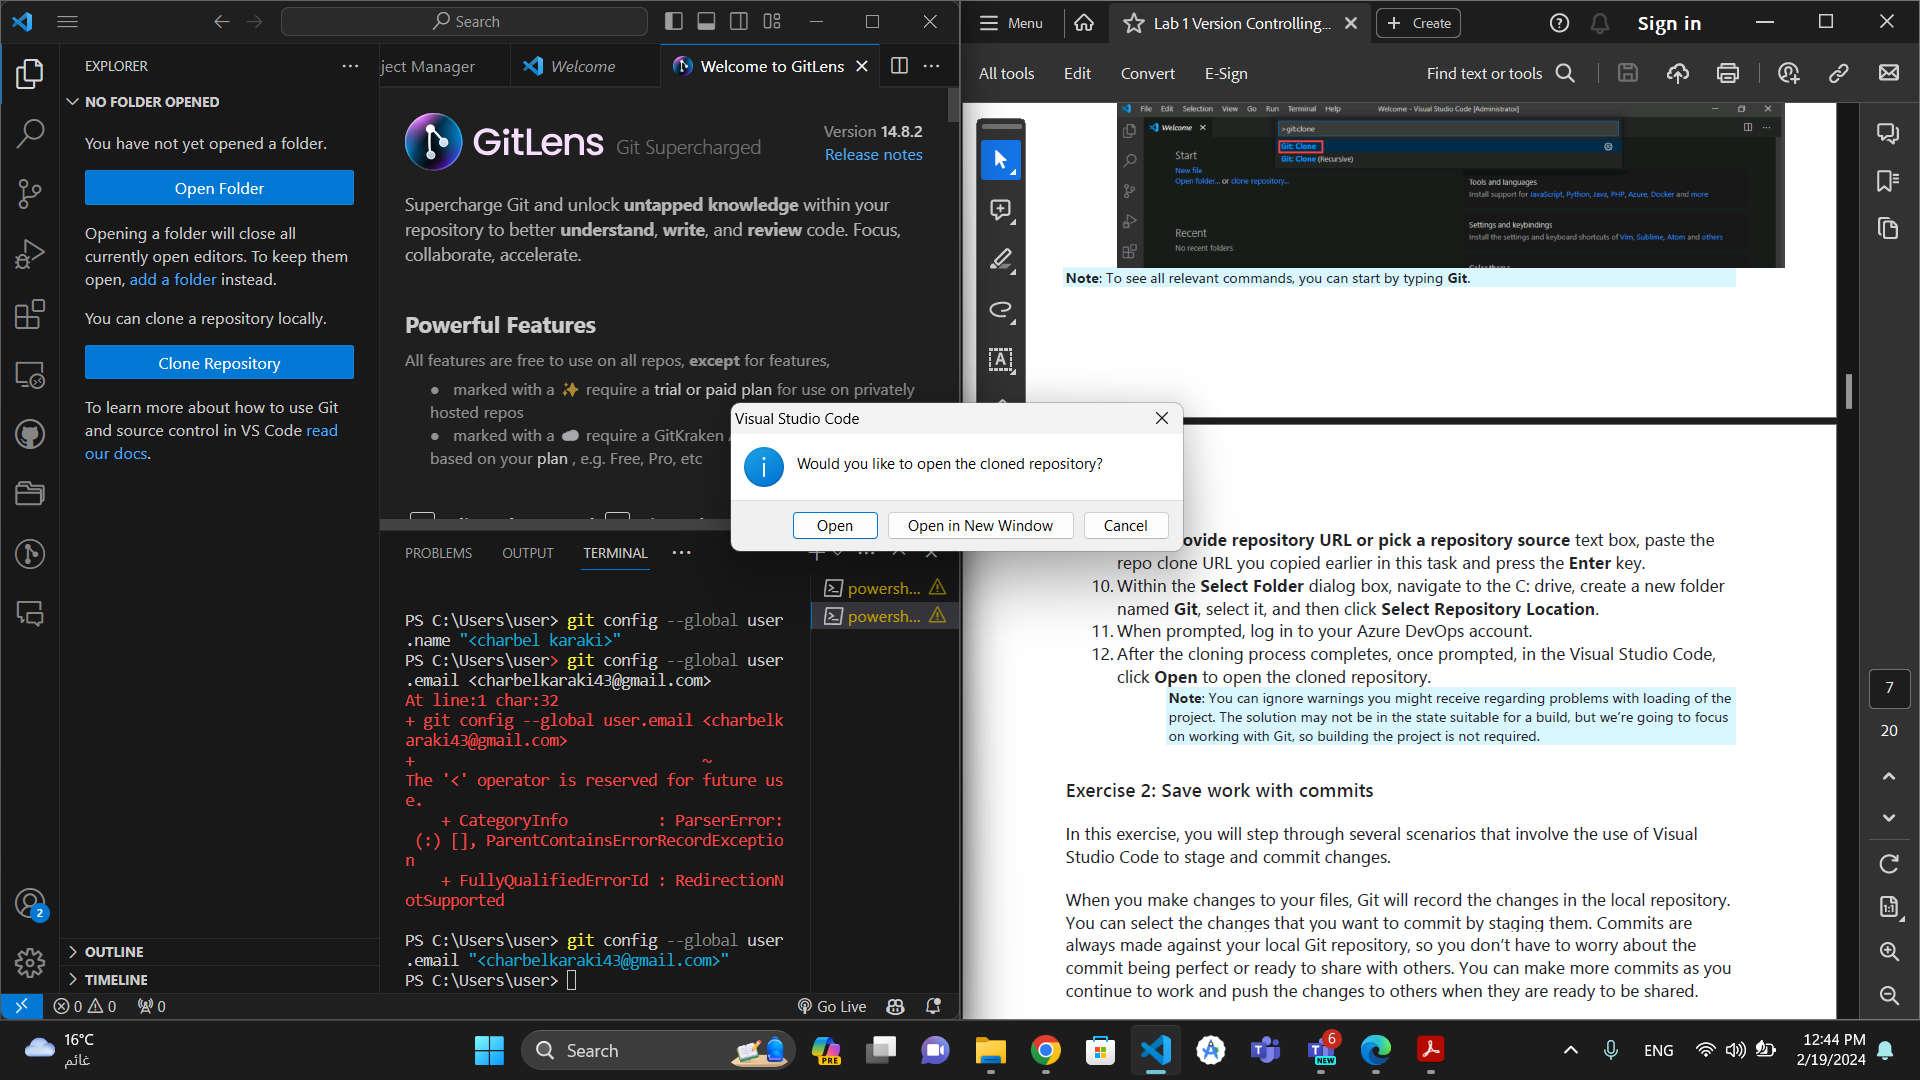 Search
EXPLORER
NO FOLDER OPENED
You have not yet opened a folder.
Open Folder
Opening a folder will close all
currently open editors. To keep them
open, add a folder instead.
You can clone a repository locally.
Clone Repository
To learn more about how to use Git
and source control in VS Code read
our docs.
OUTLINE
TIMELINE
2
ject Manager
Welcome
Welcome to GitLens
GitLens Git Supercharged
Version 14.8.2
Release notes
Supercharge Git and unlock untapped knowledge within your
repository to better understand, write, and review code. Focus,
collaborate, accelerate.
Powerful Features
All features are free to use on all repos, except for features,
● marked with a ✨ require a trial or paid plan for use on privately
hosted repos
● marked with a ☁ require a GitKraken
based on your plan , e.g. Free, Pro, etc
Visual Studio Code
Would you like to open the cloned repository?
Open
Open in New Window
Cancel
PROBLEMS
OUTPUT
TERMINAL
powersh...
powersh...
PS C:\Users\user> git config --global user
.name "<charbel karaki>"
PS C:\Users\user> git config --global user
.email <charbelkaraki43@gmail.com>
At line:1 char:32
+ git config --global user.email <charbelk
araki43@gmail.com>
+ ~
The '<' operator is reserved for future us
e.
+ CategoryInfo : ParserError:
(:) [], ParentContainsErrorRecordExceptio
n
+ FullyQualifiedErrorId : RedirectionN
otSupported
PS C:\Users\user> git config --global user
.email "<charbelkaraki43@gmail.com>"
PS C:\Users\user>
0 0 0
Go Live
Menu
Lab 1 Version Controlling...
+ Create
Sign in
All tools
Edit
Convert
E-Sign
Find text or tools
File Edit Selection View Go Run Terminal Help
Welcome - Visual Studio Code [Administrator]
Welcome
>git:clone
Git: Clone
Git: Clone (Recursive)
Start
New file
Open folder... or clone repository...
Recent
No recent folders
Tools and languages
Install support for JavaScript, Python, Java, PHP, Azure, Docker and more
Settings and keybindings
Install the settings and keyboard shortcuts of Vim, Sublime, Atom and others
Note: To see all relevant commands, you can start by typing Git.
ovide repository URL or pick a repository source text box, paste the
repo clone URL you copied earlier in this task and press the Enter key.
10. Within the Select Folder dialog box, navigate to the C: drive, create a new folder
named Git, select it, and then click Select Repository Location.
11. When prompted, log in to your Azure DevOps account.
12. After the cloning process completes, once prompted, in the Visual Studio Code,
click Open to open the cloned repository.
Note: You can ignore warnings you might receive regarding problems with loading of the
project. The solution may not be in the state suitable for a build, but we're going to focus
on working with Git, so building the project is not required.
Exercise 2: Save work with commits
In this exercise, you will step through several scenarios that involve the use of Visual
Studio Code to stage and commit changes.
When you make changes to your files, Git will record the changes in the local repository.
You can select the changes that you want to commit by staging them. Commits are
always made against your local Git repository, so you don't have to worry about the
commit being perfect or ready to share with others. You can make more commits as you
continue to work and push the changes to others when they are ready to be shared.
7
20
1:1
16°C
غائم
Search
PRE
6
NEW
ENG
12:44 PM
2/19/2024